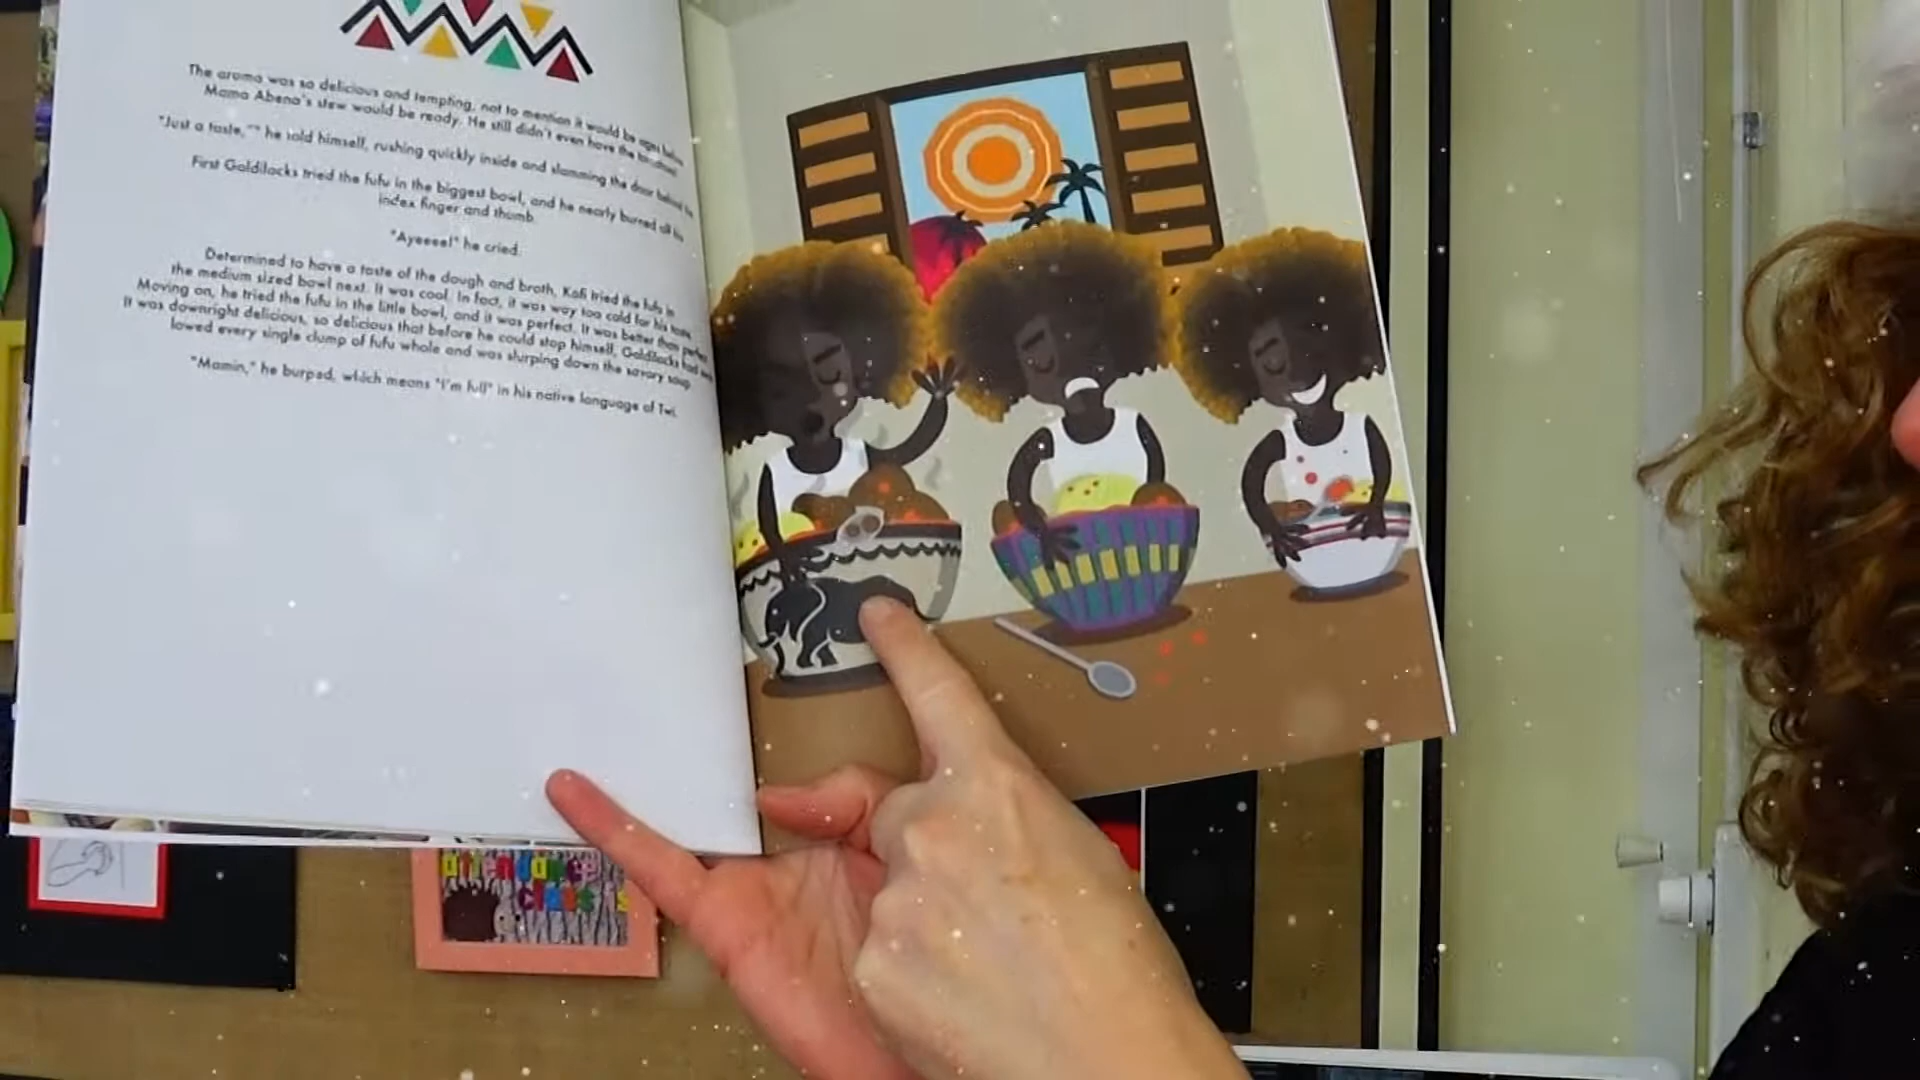 The aroma was so delicious and tempting, not to mention it would be ages before
Mama Abena's stew would be ready. He still didn't even have the
"Just a taste,"" he told himself, rushing quickly inside and slamming the door behind
First Goldilocks tried the fufu in the biggest bowl, and he nearly burned all his
index finger and thumb.
"Ayeeee!" he cried.
Determined to have a taste of the dough and broth, Kofi tried the fufu in
the medium sized bowl next. It was cool. In fact, it was way too cold for his taste.
Moving on, he tried the fufu in the little bowl, and it was perfect. It was better than perfect.
It was downright delicious, so delicious that before he could stop himself, Goldilocks had
lowed every single clump of fufu whole and was slurping down the savory soup.
"Mamin," he burped, which means "I'm full" in his native language of Twi.
attendance